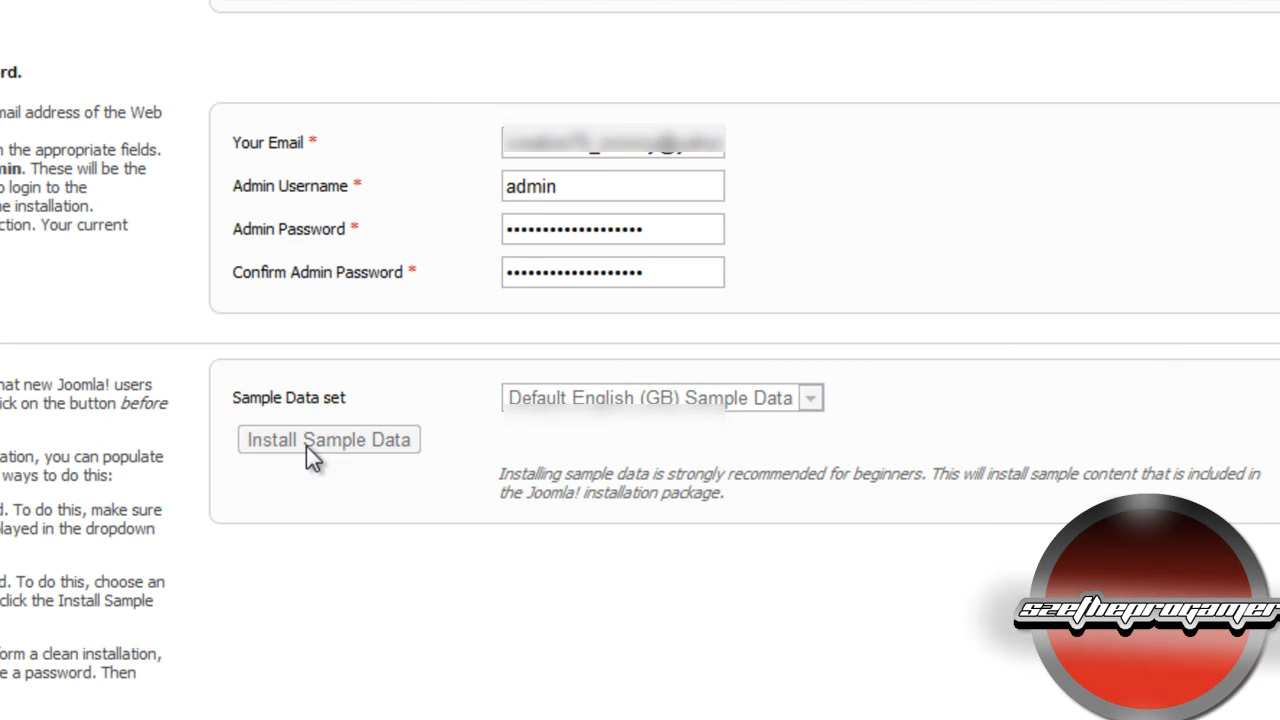 rd.
mail address of the Web
n the appropriate fields.
min. These will be the
o login to the
e installation.
ction. Your current
Your Email *
Admin Username *
admin
Admin Password *
•••••••••••••••••••
Confirm Admin Password *
•••••••••••••••••••
hat new Joomla! users
ick on the button before
ation, you can populate
ways to do this:
d. To do this, make sure
played in the dropdown
d. To do this, choose an
click the Install Sample
orm a clean installation,
e a password. Then
Sample Data set
Default English (GB) Sample Data
Install Sample Data
Installing sample data is strongly recommended for beginners. This will install sample content that is included in
the Joomla! installation package.
szetheprogamer